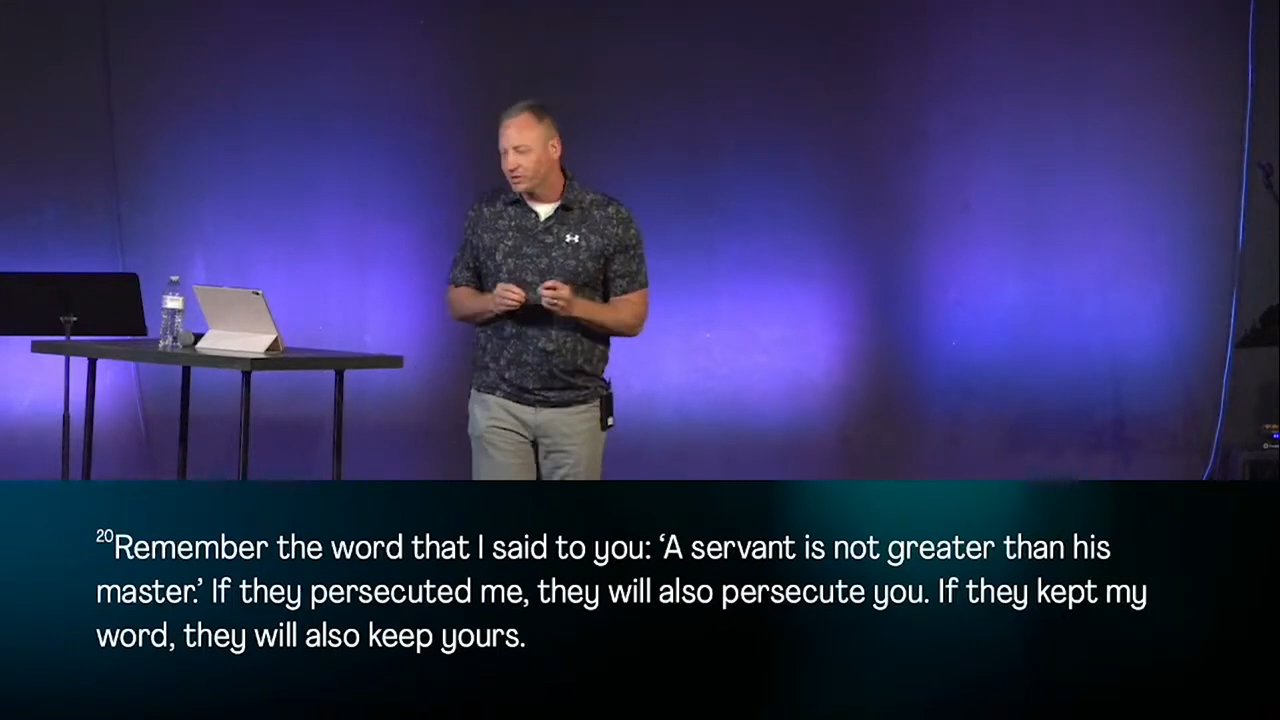 ²⁰Remember the word that I said to you: ‘A servant is not greater than his
master.’ If they persecuted me, they will also persecute you. If they kept my
word, they will also keep yours.